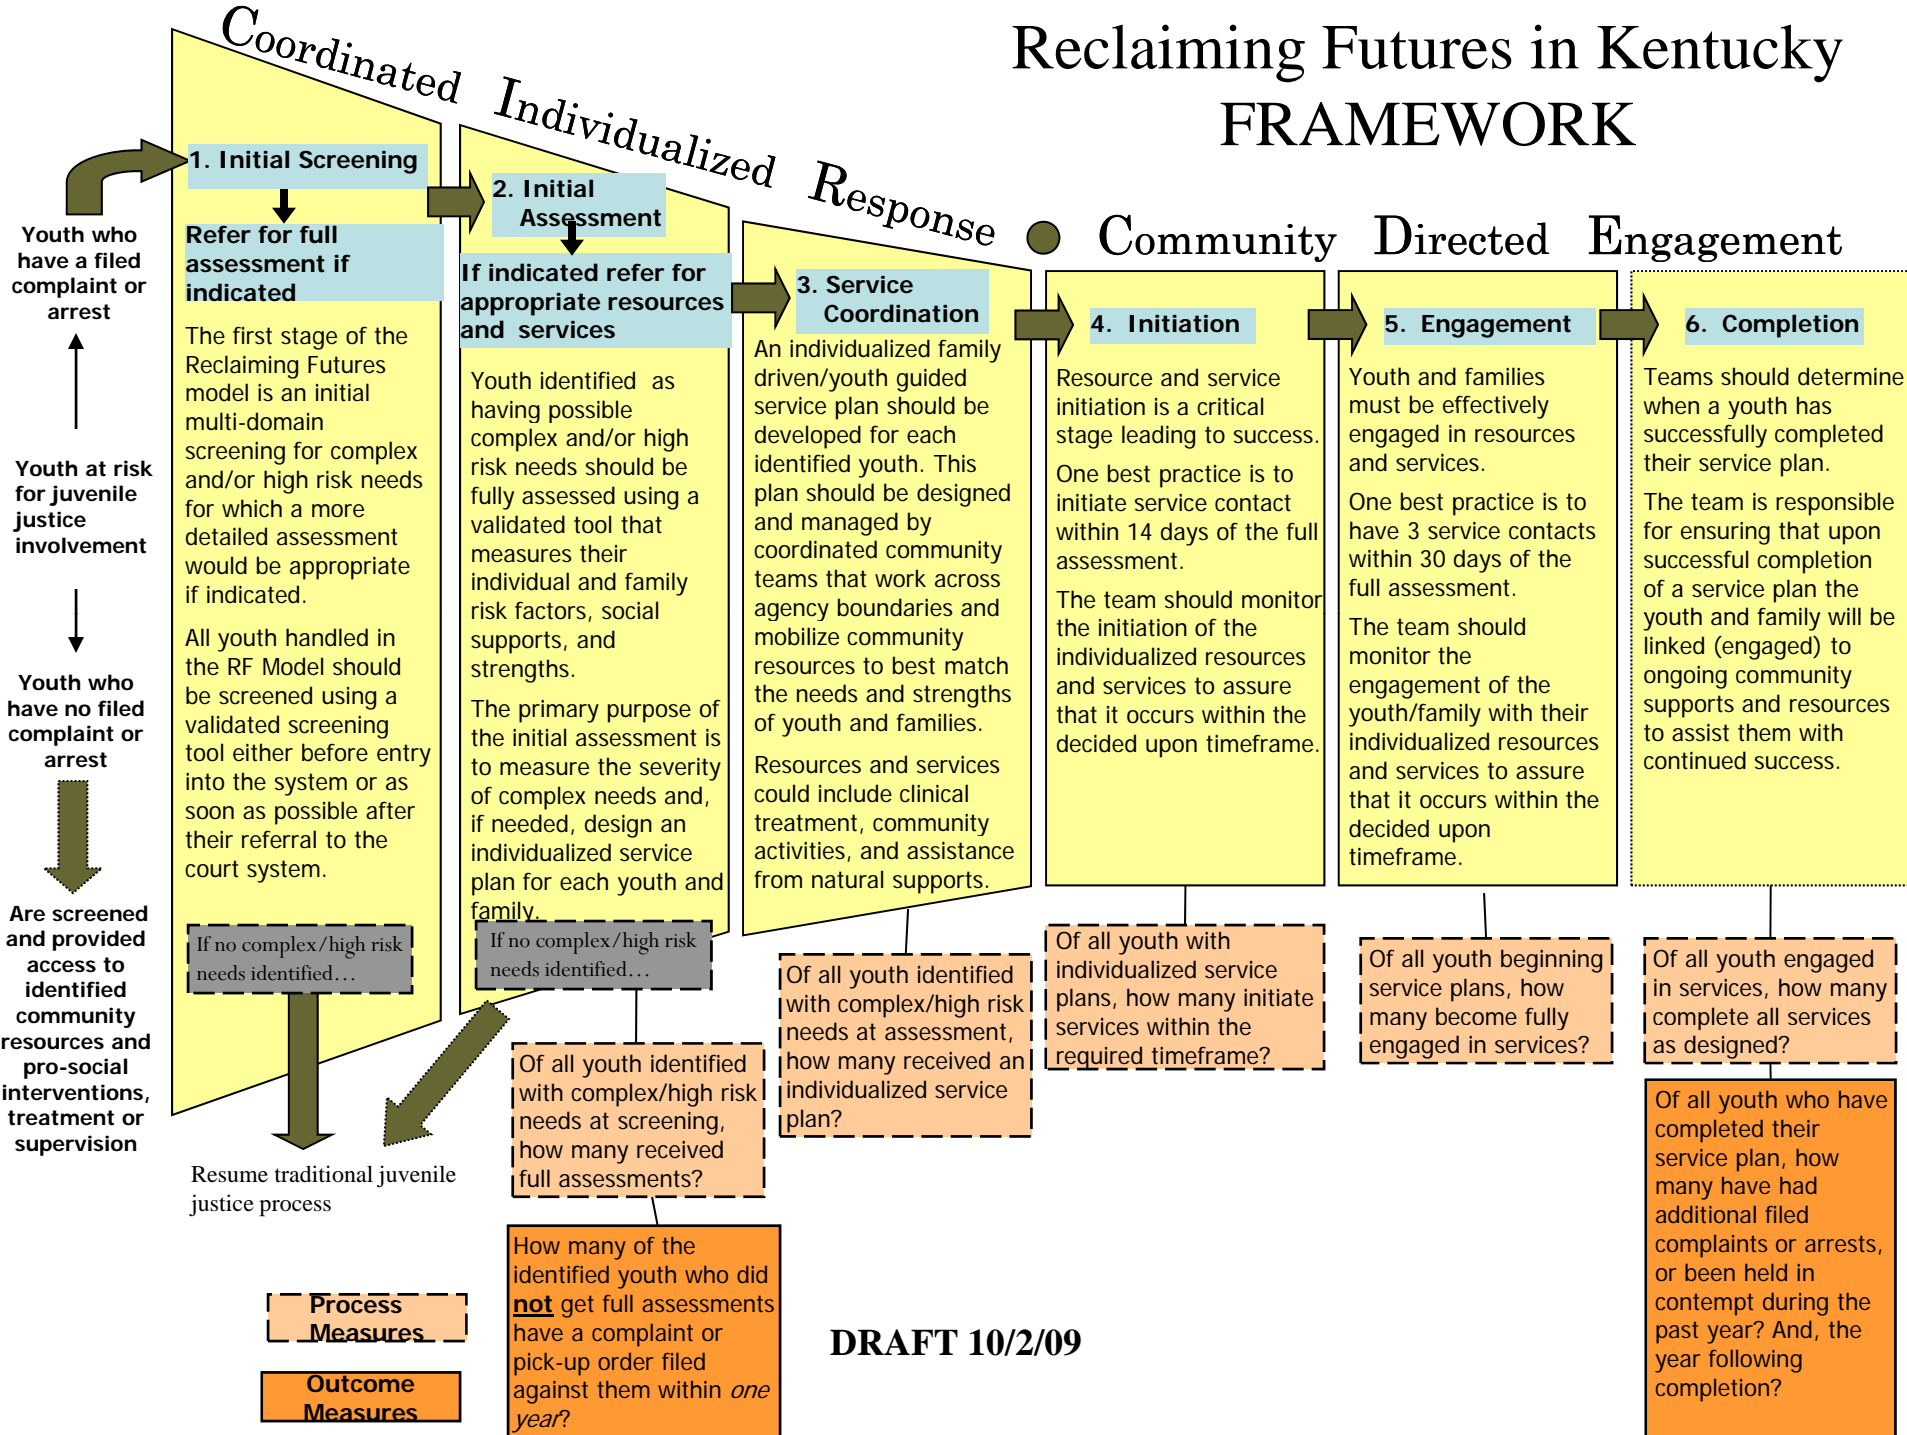 Reclaiming Futures in Kentucky
FRAMEWORK
Coordinated Individualized Response
Community Directed Engagement
Youth who
have a filed
complaint or
arrest
Youth at risk
for juvenile
justice
involvement
Youth who
have no filed
complaint or
arrest
Are screened
and provided
access to
identified
community
resources and
pro-social
interventions,
treatment or
supervision
1. Initial Screening
Refer for full
assessment if
indicated
The first stage of the
Reclaiming Futures
model is an initial
multi-domain
screening for complex
and/or high risk needs
for which a more
detailed assessment
would be appropriate
if indicated.
All youth handled in
the RF Model should
be screened using a
validated screening
tool either before entry
into the system or as
soon as possible after
their referral to the
court system.
If no complex/high risk
needs identified…
Resume traditional juvenile
justice process
2. Initial
Assessment
If indicated refer for
appropriate resources
and services
Youth identified as
having possible
complex and/or high
risk needs should be
fully assessed using a
validated tool that
measures their
individual and family
risk factors, social
supports, and
strengths.
The primary purpose of
the initial assessment is
to measure the severity
of complex needs and,
if needed, design an
individualized service
plan for each youth and
family.
If no complex/high risk
needs identified…
Of all youth identified
with complex/high risk
needs at screening,
how many received
full assessments?
How many of the
identified youth who did
not get full assessments
have a complaint or
pick-up order filed
against them within one
year?
3. Service
Coordination
An individualized family
driven/youth guided
service plan should be
developed for each
identified youth. This
plan should be designed
and managed by
coordinated community
teams that work across
agency boundaries and
mobilize community
resources to best match
the needs and strengths
of youth and families.
Resources and services
could include clinical
treatment, community
activities, and assistance
from natural supports.
Of all youth identified
with complex/high risk
needs at assessment,
how many received an
individualized service
plan?
4. Initiation
Resource and service
initiation is a critical
stage leading to success.
One best practice is to
initiate service contact
within 14 days of the full
assessment.
The team should monitor
the initiation of the
individualized resources
and services to assure
that it occurs within the
decided upon timeframe.
Of all youth with
individualized service
plans, how many initiate
services within the
required timeframe?
5. Engagement
Youth and families
must be effectively
engaged in resources
and services.
One best practice is to
have 3 service contacts
within 30 days of the
full assessment.
The team should
monitor the
engagement of the
youth/family with their
individualized resources
and services to assure
that it occurs within the
decided upon
timeframe.
Of all youth beginning
service plans, how
many become fully
engaged in services?
6. Completion
Teams should determine
when a youth has
successfully completed
their service plan.
The team is responsible
for ensuring that upon
successful completion
of a service plan the
youth and family will be
linked (engaged) to
ongoing community
supports and resources
to assist them with
continued success.
Of all youth engaged
in services, how many
complete all services
as designed?
Of all youth who have
completed their
service plan, how
many have had
additional filed
complaints or arrests,
or been held in
contempt during the
past year? And, the
year following
completion?
Process
Measures
Outcome
Measures
DRAFT 10/2/09